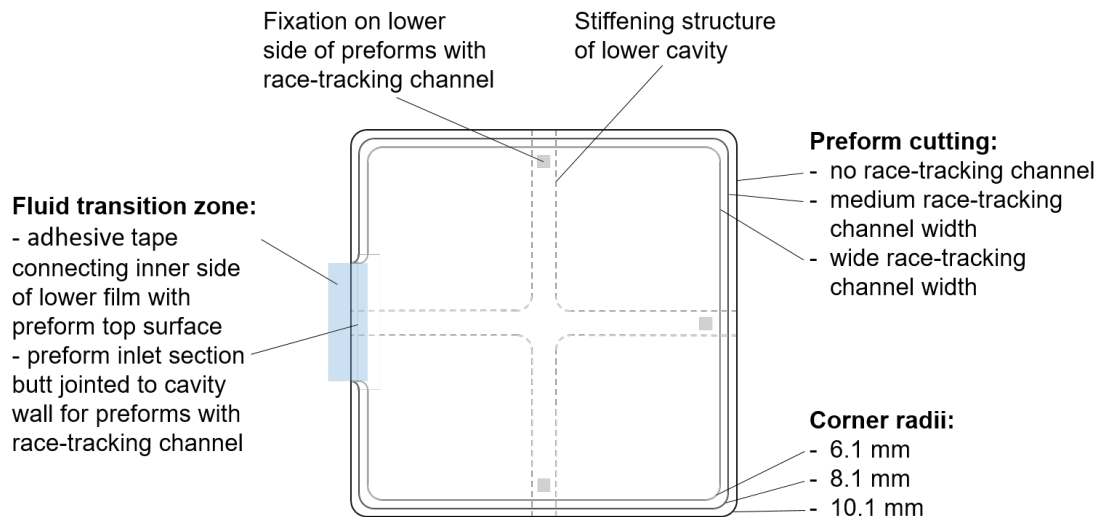 Fixation on lower
side of preforms with
race-tracking channel
Stiffening structure
of lower cavity
Preform cutting:
- no race-tracking channel
- medium race-tracking
channel width
- wide race-tracking
channel width
Fluid transition zone:
- adhesive tape
connecting inner side
of lower film with
preform top surface
- preform inlet section
butt jointed to cavity
wall for preforms with
race-tracking channel
Corner radii:
- 6.1 mm
- 8.1 mm
- 10.1 mm